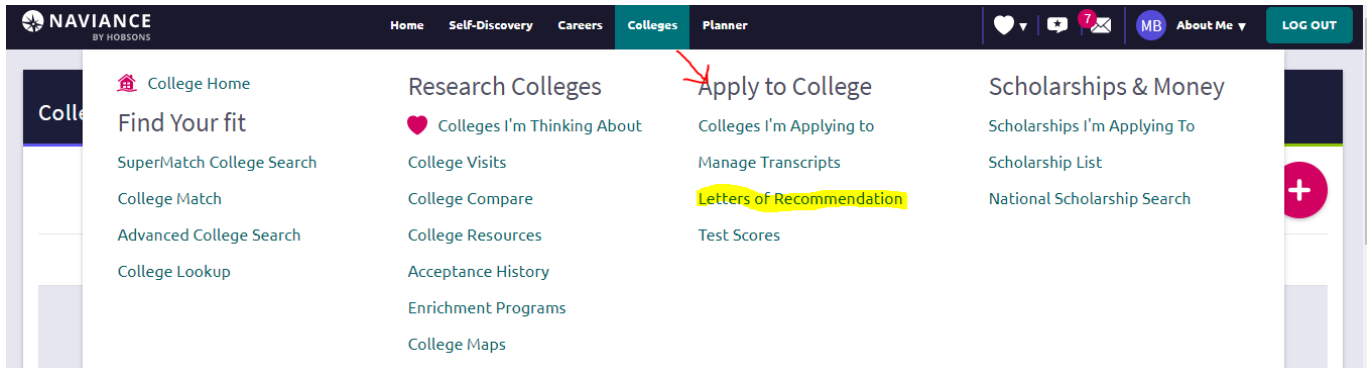 NAVIANCE
BY HOBSONS
Home Self-Discovery Careers Colleges Planner
7
MB About Me
LOG OUT
Colle
College Home
Find Your fit
SuperMatch College Search
College Match
Advanced College Search
College Lookup
Research Colleges
Colleges I'm Thinking About
College Visits
College Compare
College Resources
Acceptance History
Enrichment Programs
College Maps
Apply to College
Colleges I'm Applying to
Manage Transcripts
Letters of Recommendation
Test Scores
Scholarships & Money
Scholarships I'm Applying To
Scholarship List
National Scholarship Search
+